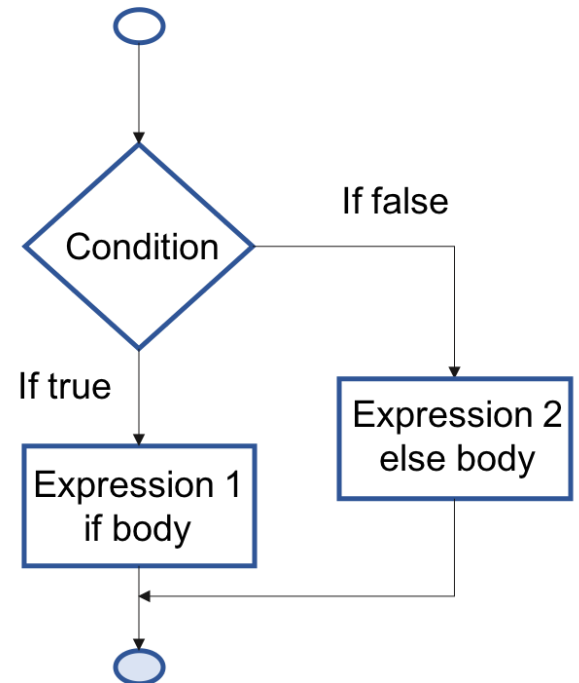 If false
Condition
If true
Expression 2
else body
Expression 1
if body